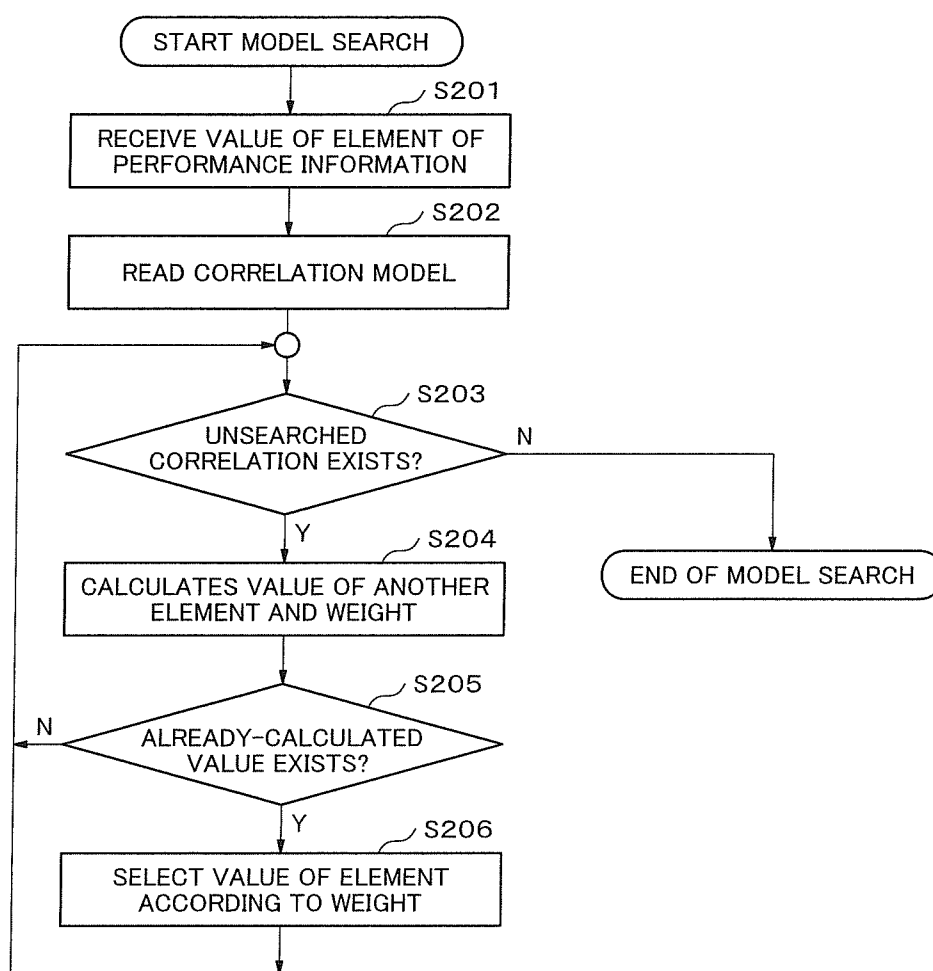 START MODEL SEARCH
S201
RECEIVE VALUE OF ELEMENT OF
PERFORMANCE INFORMATION
S202
READ CORRELATION MODEL
S203
UNSEARCHED
CORRELATION EXISTS?
N
Y
S204
CALCULATES VALUE OF ANOTHER
ELEMENT AND WEIGHT
END OF MODEL SEARCH
S205
N
ALREADY-CALCULATED
VALUE EXISTS?
Y
S206
SELECT VALUE OF ELEMENT
ACCORDING TO WEIGHT